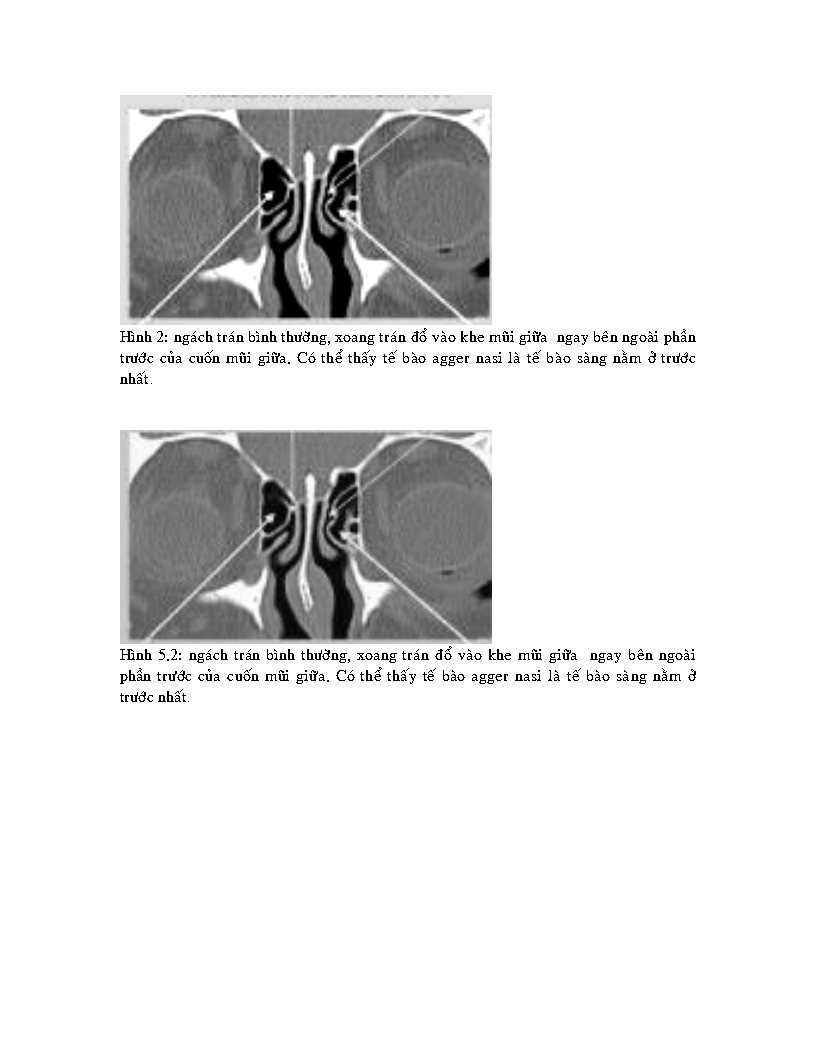 Hình 2: ngách trán bình thường, xoang trán đổ vào khe mũi giữa ngay bên ngoài phần
trước của cuốn mũi giữa. Có thể thấy tế bào agger nasi là tế bào sàng nằm ở trước
nhất.
Hình 5.2: ngách trán bình thường, xoang trán đổ vào khe mũi giữa ngay bên ngoài
phần trước của cuốn mũi giữa. Có thể thấy tế bào agger nasi là tế bào sàng nằm ở
trước nhất.